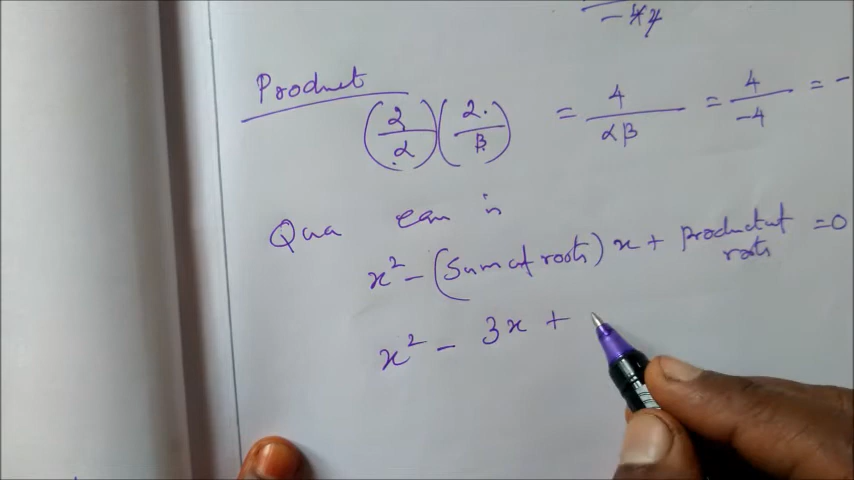 Product
(2/α)(2/β) = 4/αβ = 4/-4 = -
Qua eqn is
x² - (Sum of roots) x + product of roots = 0
x² - 3x +